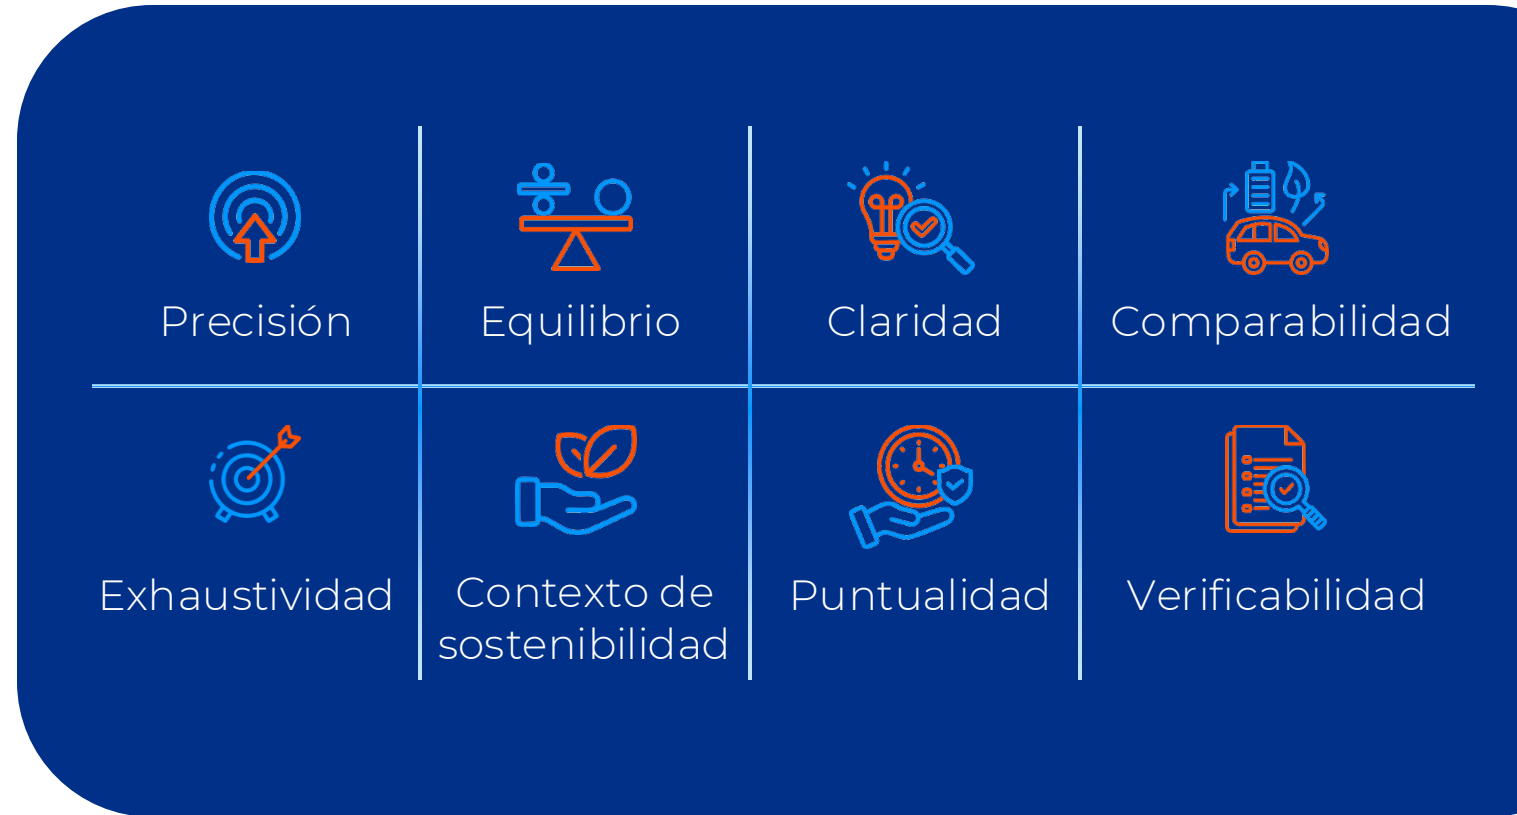 Precisión
Equilibrio
Claridad
Comparabilidad
Exhaustividad
Contexto de
sostenibilidad
Puntualidad
Verificabilidad